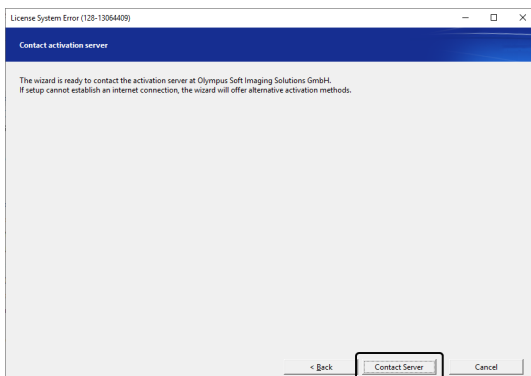 License System Error (128-13064409)
Contact activation server
The wizard is ready to contact the activation server at Olympus Soft Imaging Solutions GmbH.
If setup cannot establish an internet connection, the wizard will offer alternative activation methods.
< Back
Contact Server
Cancel